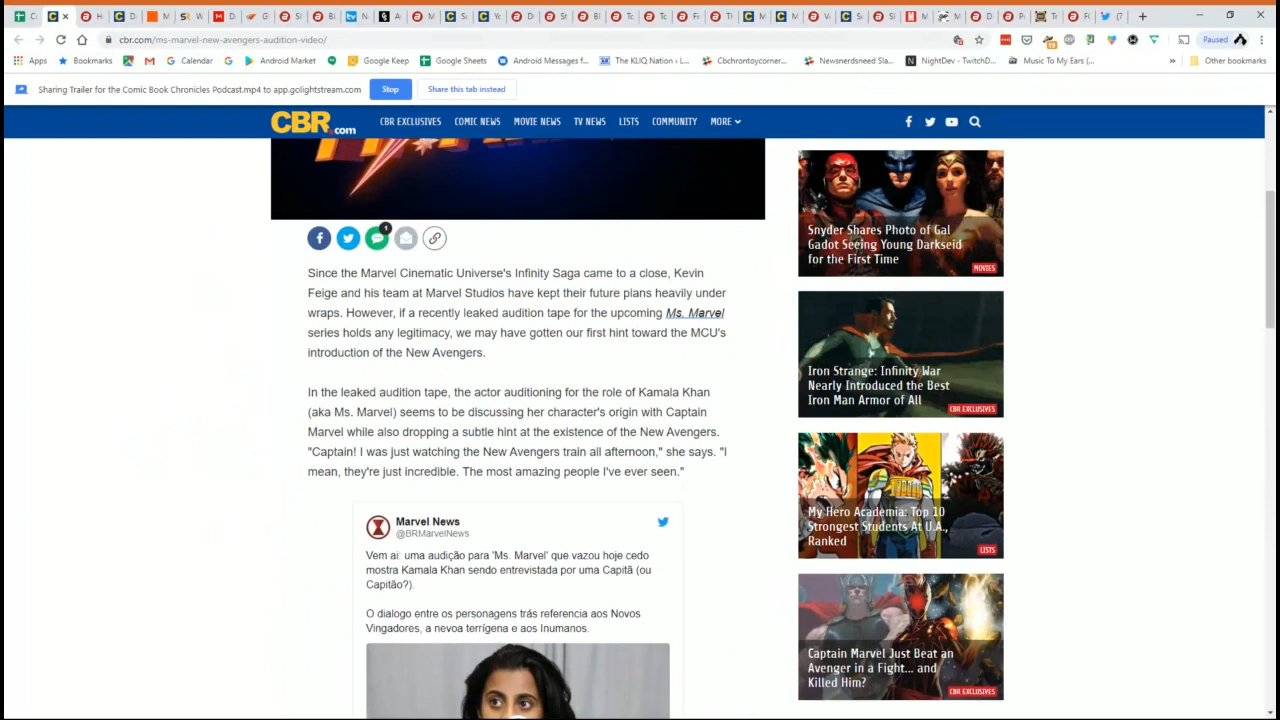 cbr.com/ms-marvel-new-avengers-audition-video/
Paused
Apps Bookmarks Calendar Android Market Google Keep Google Sheets Android Messages f... The KLIQ Nation › L... Cbchrontoycorner... Newsnerdsneed Sla... NightDev - TwitchD... Music To My Ears (... » Other bookmarks
Sharing Trailer for the Comic Book Chronicles Podcast.mp4 to app.golightstream.com Stop Share this tab instead
CBR.com CBR EXCLUSIVES COMIC NEWS MOVIE NEWS TV NEWS LISTS COMMUNITY MORE
1
Since the Marvel Cinematic Universe's Infinity Saga came to a close, Kevin
Feige and his team at Marvel Studios have kept their future plans heavily under
wraps. However, if a recently leaked audition tape for the upcoming Ms. Marvel
series holds any legitimacy, we may have gotten our first hint toward the MCU's
introduction of the New Avengers.
In the leaked audition tape, the actor auditioning for the role of Kamala Khan
(aka Ms. Marvel) seems to be discussing her character's origin with Captain
Marvel while also dropping a subtle hint at the existence of the New Avengers.
"Captain! I was just watching the New Avengers train all afternoon," she says. "I
mean, they're just incredible. The most amazing people I've ever seen."
Marvel News
@BRMarvelNews
Vem ai: uma audição para 'Ms. Marvel' que vazou hoje cedo
mostra Kamala Khan sendo entrevistada por uma Capitã (ou
Capitão?).
O dialogo entre os personagens trás referencia aos Novos
Vingadores, a nevoa terrígena e aos Inumanos.
Snyder Shares Photo of Gal
Gadot Seeing Young Darkseid
for the First Time
MOVIES
Iron Strange: Infinity War
Nearly Introduced the Best
Iron Man Armor of All
CBR EXCLUSIVES
My Hero Academia: Top 10
Strongest Students At U.A.,
Ranked
LISTS
Captain Marvel Just Beat an
Avenger in a Fight... and
Killed Him?
CBR EXCLUSIVES